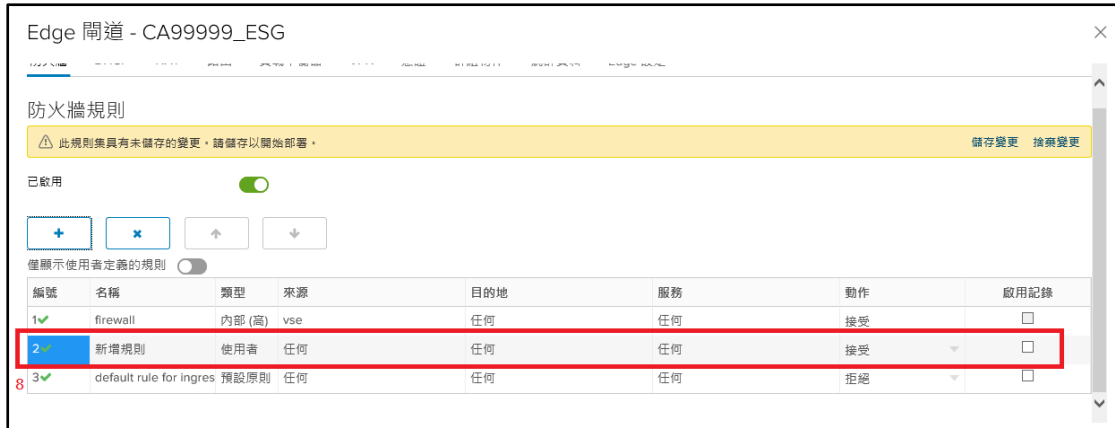 Edge 閘道 - CA99999_ESG
防火牆
防火牆規則
此規則集具有未儲存的變更。請儲存以開始部署。 儲存變更 捨棄變更
已啟用
僅顯示使用者定義的規則
編號 名稱 類型 來源 目的地 服務 動作 啟用記錄
1 firewall 內部 (高) vse 任何 任何 接受
2 新增規則 使用者 任何 任何 任何 接受
8 3 default rule for ingres 預設原則 任何 任何 任何 拒絕